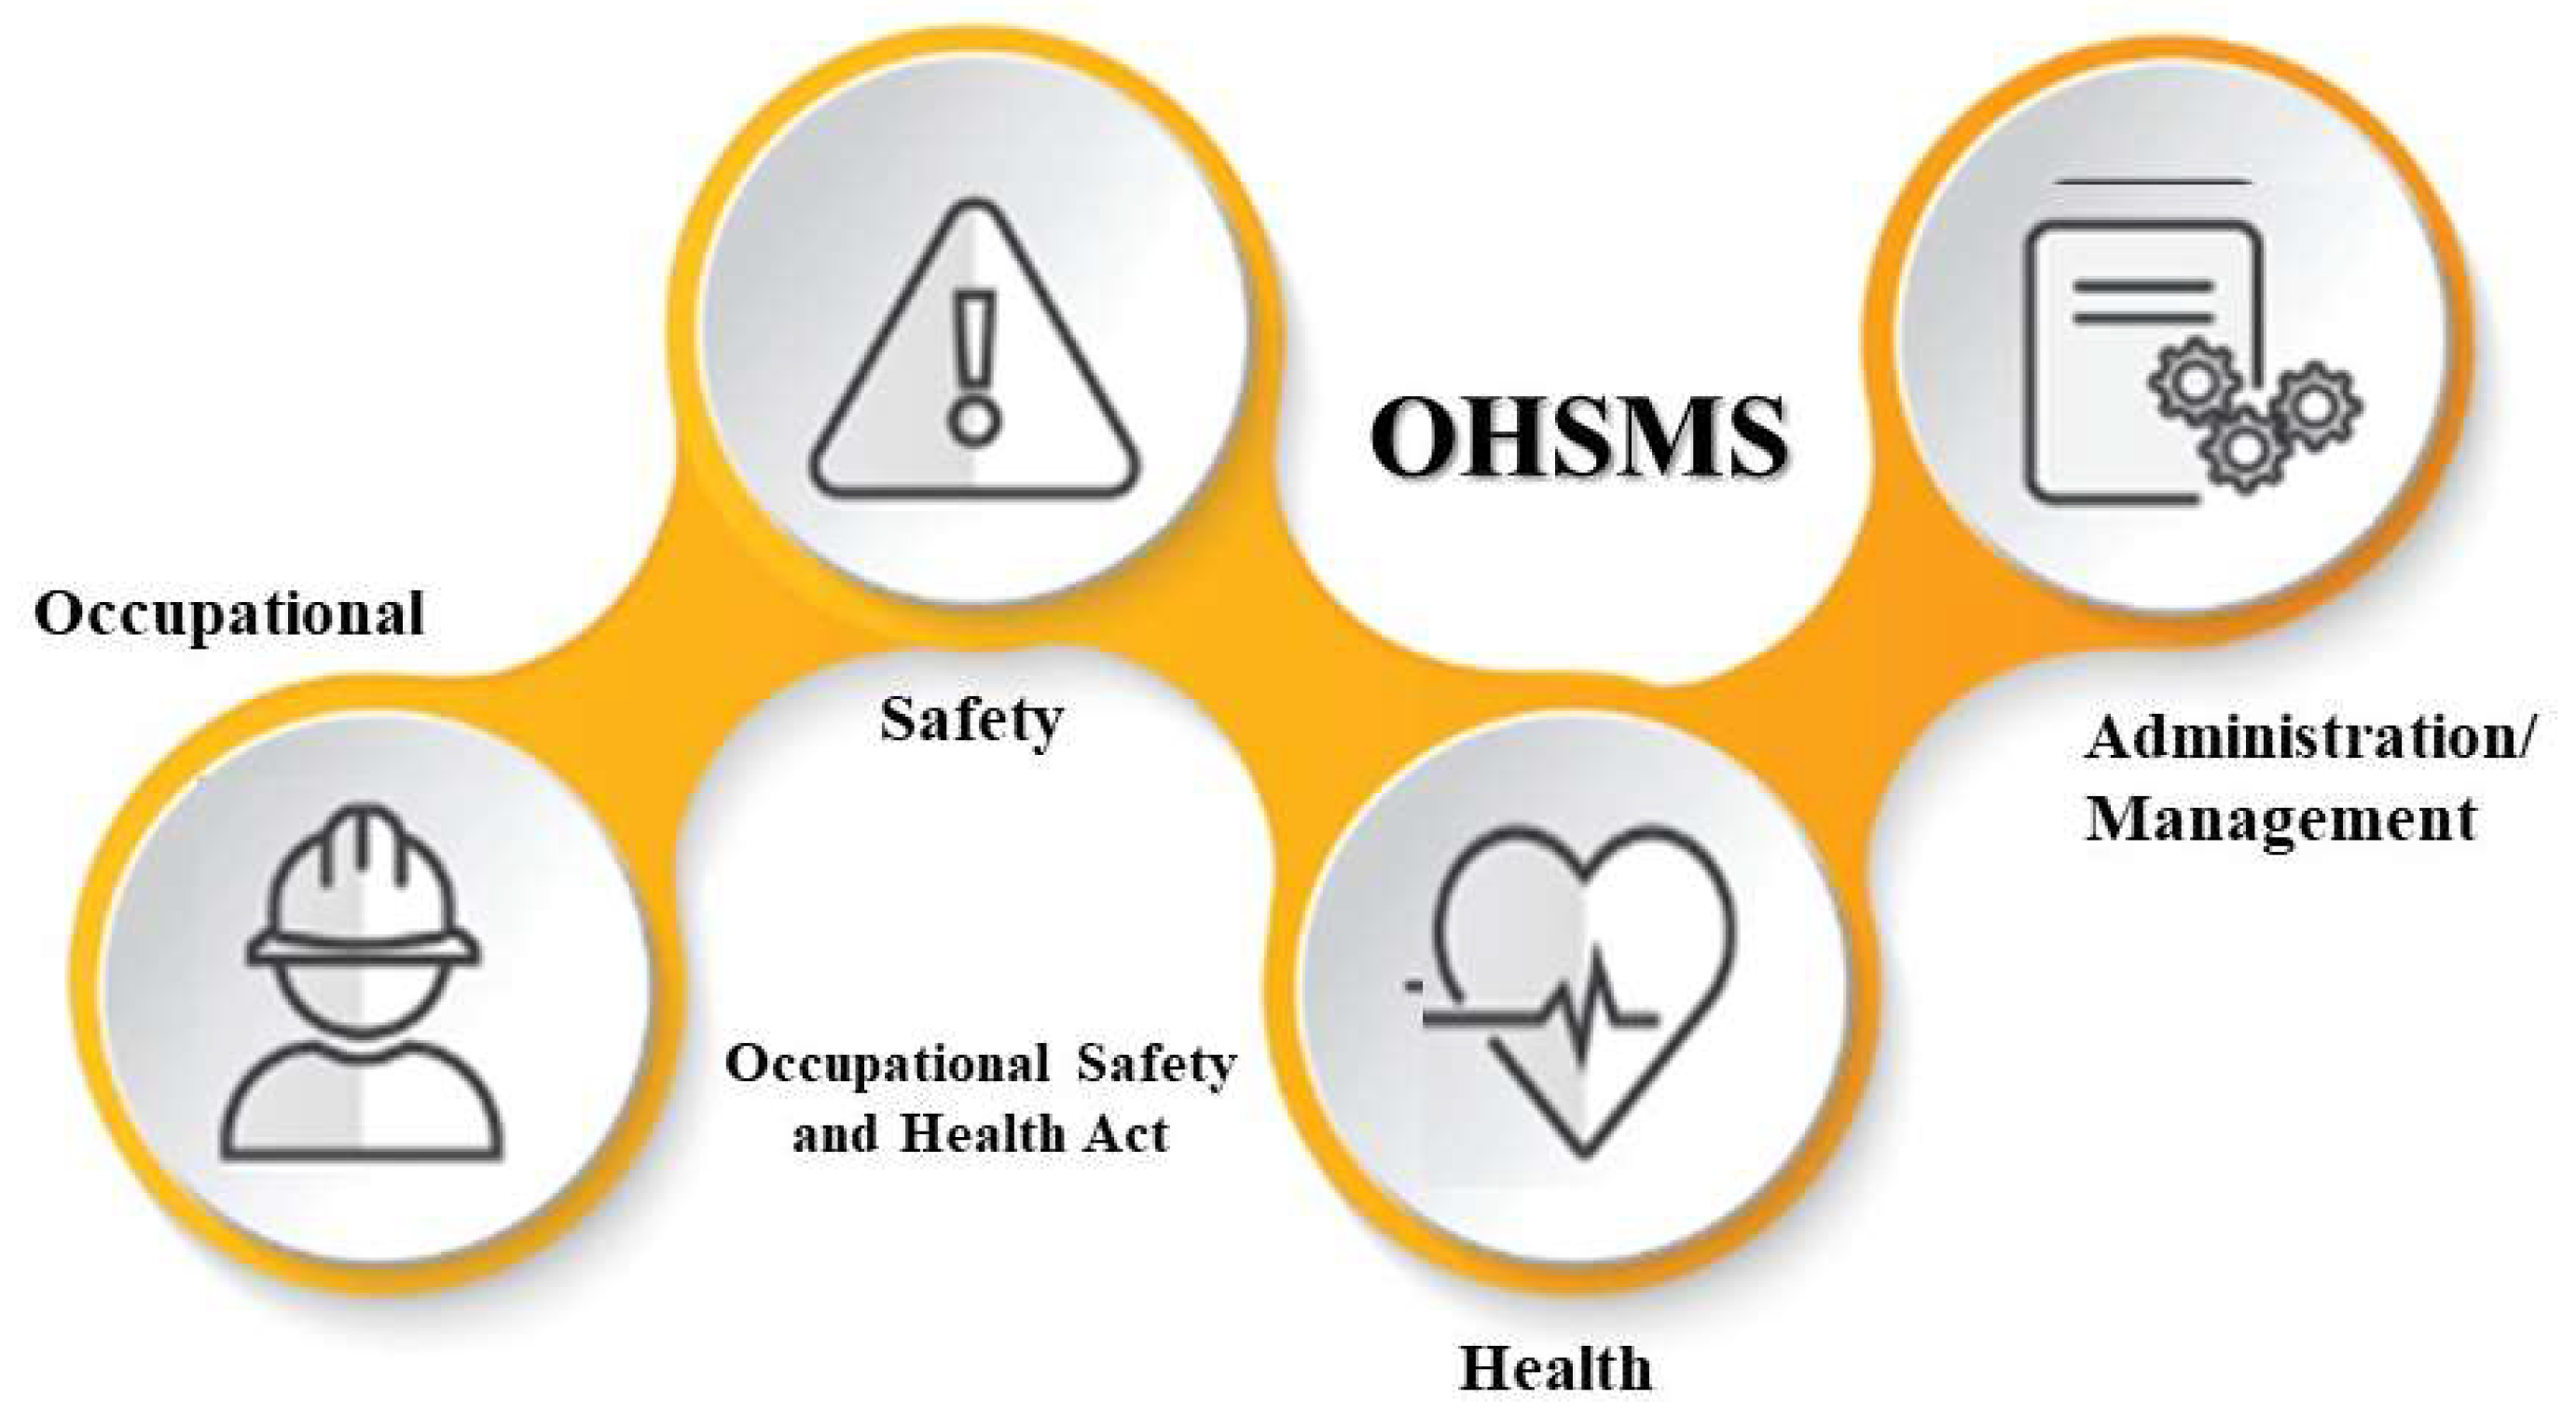 OHSMS
Occupational
Safety
Administration/
Management
Occupational Safety
and Health Act
Health